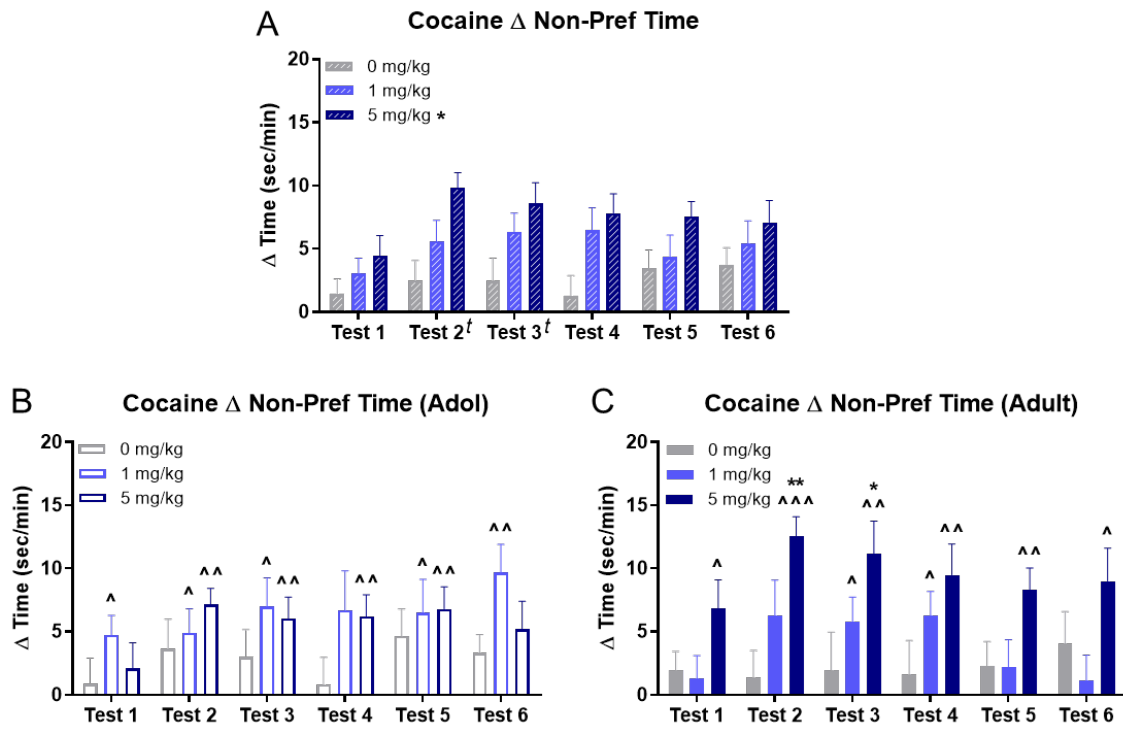 A
Cocaine Δ Non-Pref Time
20
15
10
5
0
Δ Time (sec/min)
0 mg/kg
1 mg/kg
5 mg/kg *
Test 1 Test 2t Test 3t Test 4 Test 5 Test 6
B
Cocaine Δ Non-Pref Time (Adol)
20
15
10
5
0
Δ Time (sec/min)
0 mg/kg
1 mg/kg
5 mg/kg
^ ^ ^^ ^ ^^ ^^ ^ ^^ ^^
Test 1 Test 2 Test 3 Test 4 Test 5 Test 6
C
Cocaine Δ Non-Pref Time (Adult)
20
15
10
5
0
Δ Time (sec/min)
0 mg/kg
1 mg/kg
5 mg/kg
** *
^ ^^^ ^ ^^ ^ ^^ ^^ ^
Test 1 Test 2 Test 3 Test 4 Test 5 Test 6